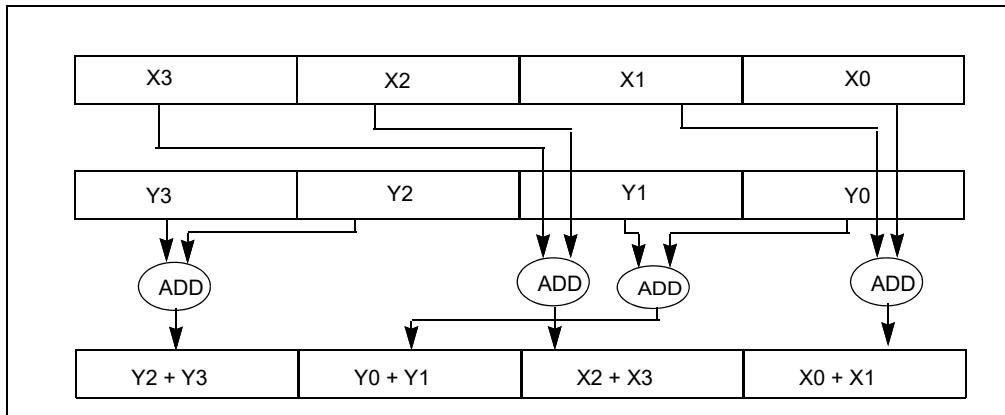 X3 X2 X1 X0
Y3 Y2 Y1 Y0
ADD ADD ADD ADD
Y2 + Y3 Y0 + Y1 X2 + X3 X0 + X1